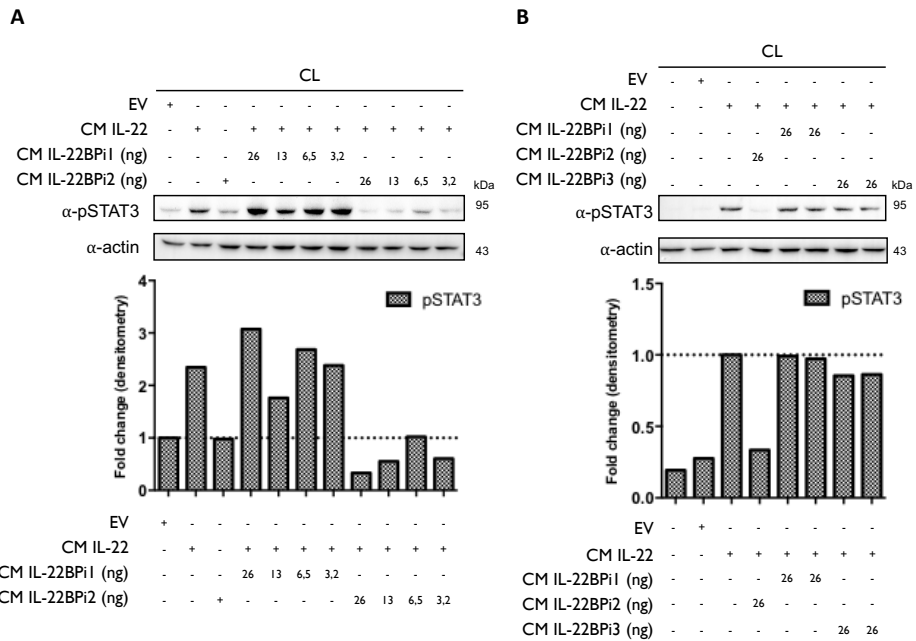 A
CL
EV + - - - - - - - - - -
CM IL-22 - + - + + + + + + + +
CM IL-22BPi1 (ng) - - - 26 13 6,5 3,2 - - - -
CM IL-22BPi2 (ng) - - + - - - - 26 13 6,5 3,2
kDa
α-pSTAT3 95
α-actin 43
Fold change (densitometry)
4
3
2
1
0
pSTAT3
EV + - - - - - - - - - -
CM IL-22 - + - + + + + + + + +
CM IL-22BPi1 (ng) - - - 26 13 6,5 3,2 - - - -
CM IL-22BPi2 (ng) - - + - - - - 26 13 6,5 3,2
B
CL
EV - + - - - - - -
CM IL-22 - - + + + + + +
CM IL-22BPi1 (ng) - - - - 26 26 - -
CM IL-22BPi2 (ng) - - - 26 - - - -
CM IL-22BPi3 (ng) - - - - - - 26 26
kDa
α-pSTAT3 95
α-actin 43
Fold change (densitometry)
1.5
1.0
0.5
0.0
pSTAT3
EV - + - - - - - -
CM IL-22 - - + + + + + +
CM IL-22BPi1 (ng) - - - - 26 26 - -
CM IL-22BPi2 (ng) - - - 26 - - - -
CM IL-22BPi3 (ng) - - - - - - 26 26